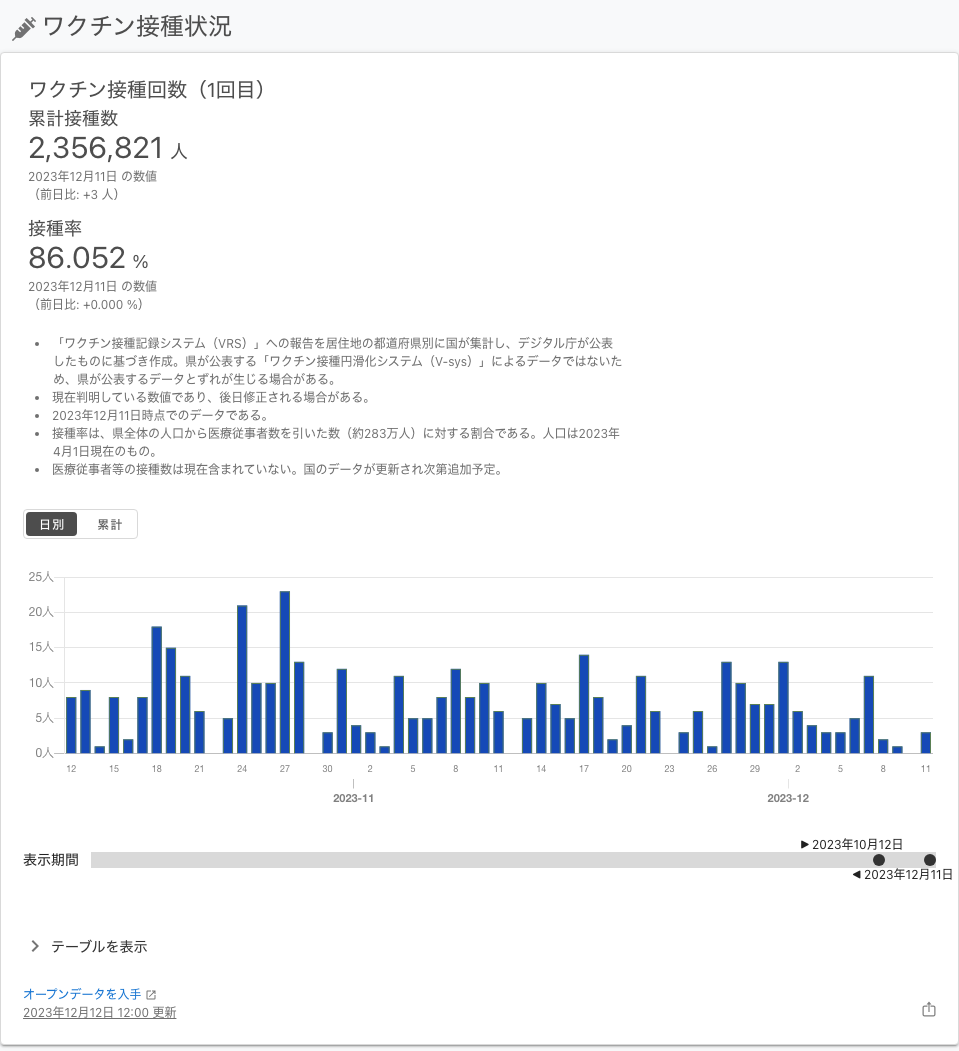 ワクチン接種状況
ワクチン接種回数（1回目）
累計接種数
2,356,821 人
2023年12月11日 の数値
（前日比: +3 人）
接種率
86.052 %
2023年12月11日 の数値
（前日比: +0.000 %）
• 「ワクチン接種記録システム（VRS）」への報告を居住地の都道府県別に国が集計し、デジタル庁が公表
したものに基づき作成。県が公表する「ワクチン接種円滑化システム（V-sys）」によるデータではないた
め、県が公表するデータとずれが生じる場合がある。
• 現在判明している数値であり、後日修正される場合がある。
• 2023年12月11日時点でのデータである。
• 接種率は、県全体の人口から医療従事者数を引いた数（約283万人）に対する割合である。人口は2023年
4月1日現在のもの。
• 医療従事者等の接種数は現在含まれていない。国のデータが更新され次第追加予定。
日別 累計
25人
20人
15人
10人
5人
0人
12 15 18 21 24 27 30 2 5 8 11 14 17 20 23 26 29 2 5 8 11
2023-11 2023-12
▶ 2023年10月12日
表示期間
◀ 2023年12月11日
テーブルを表示
オープンデータを入手
2023年12月12日 12:00 更新